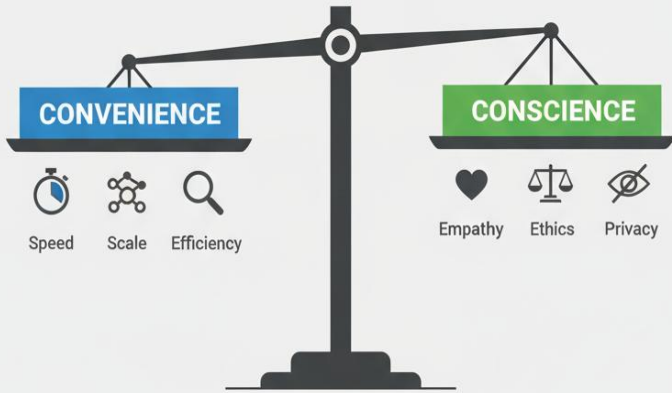 CONVENIENCE
CONSCIENCE
Speed Scale Efficiency
Empathy Ethics Privacy